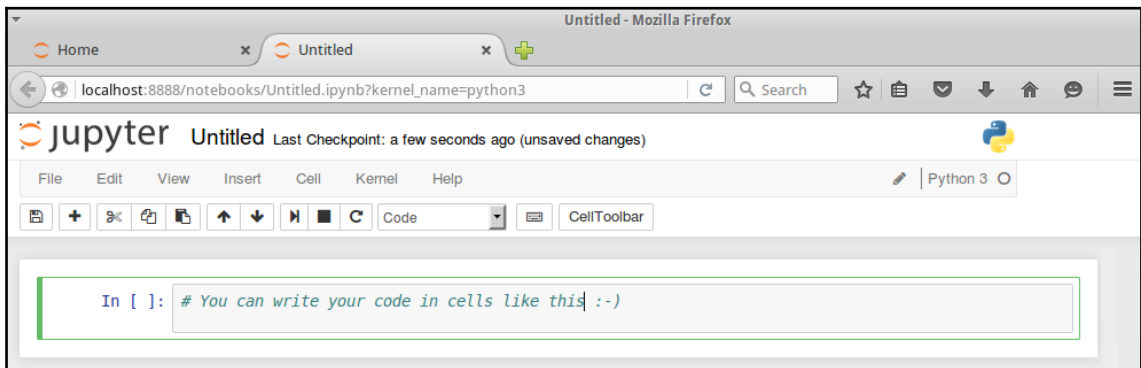 Untitled - Mozilla Firefox
Home × Untitled ×
localhost:8888/notebooks/Untitled.ipynb?kernel_name=python3 Search
jupyter Untitled Last Checkpoint: a few seconds ago (unsaved changes)
File Edit View Insert Cell Kernel Help Python 3
Code CellToolbar
In [ ]: # You can write your code in cells like this :-)